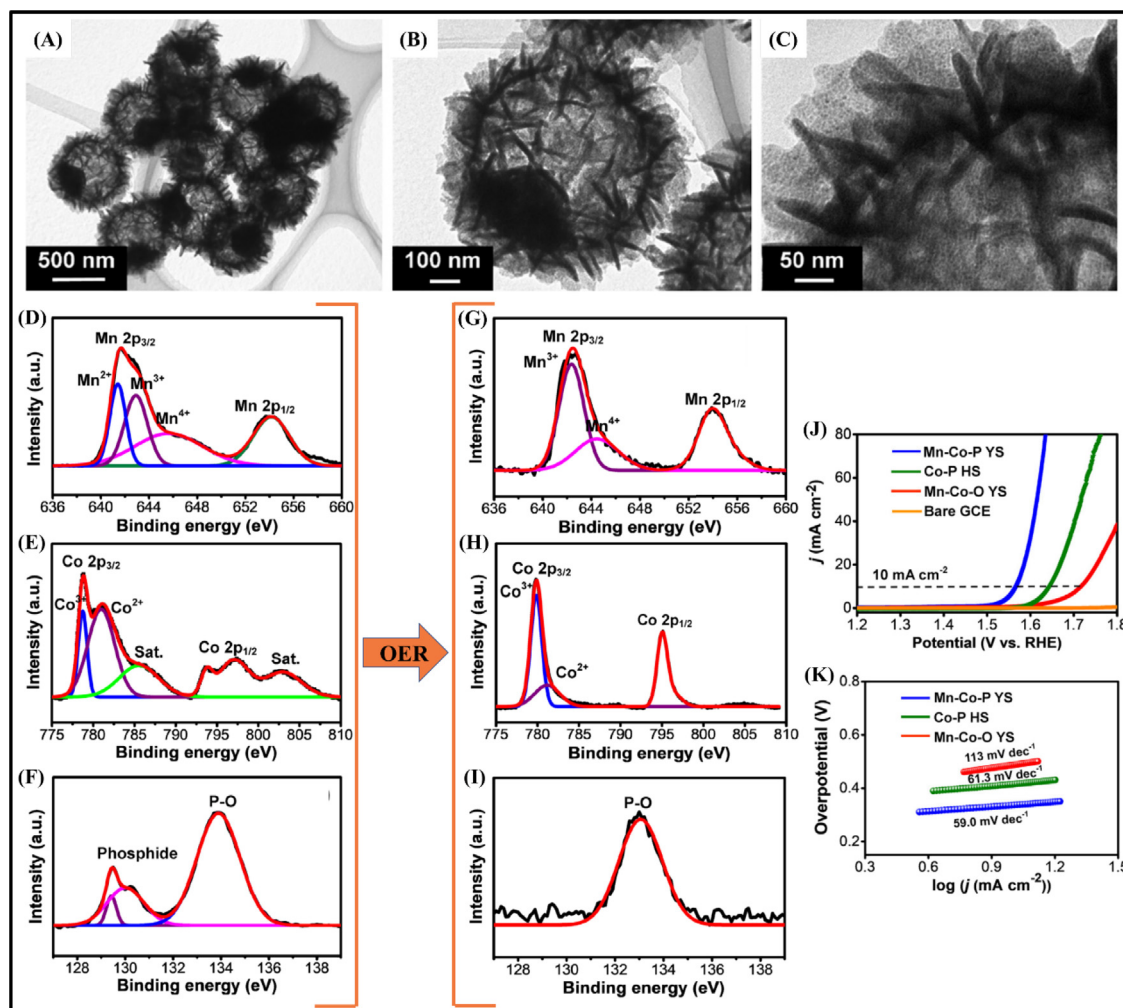 (A)
500 nm
(B)
100 nm
(C)
50 nm
(D)
Mn 2p3/2
Mn2+
Mn3+
Mn4+
Mn 2p1/2
Intensity (a.u.)
636 640 644 648 652 656 660
Binding energy (eV)
(E)
Co 2p3/2
Co3+
Co2+
Sat.
Co 2p1/2
Sat.
Intensity (a.u.)
775 780 785 790 795 800 805 810
Binding energy (eV)
(F)
P-O
Phosphide
Intensity (a.u.)
128 130 132 134 136 138
Binding energy (eV)
OER
(G)
Mn 2p3/2
Mn3+
Mn4+
Mn 2p1/2
Intensity (a.u.)
636 640 644 648 652 656 660
Binding energy (eV)
(H)
Co 2p3/2
Co3+
Co2+
Co 2p1/2
Intensity (a.u.)
775 780 785 790 795 800 805 810
Binding energy (eV)
(I)
P-O
Intensity (a.u.)
128 130 132 134 136 138
Binding energy (eV)
(J)
80
60
40
20
0
j (mA cm-2)
Mn-Co-P YS
Co-P HS
Mn-Co-O YS
Bare GCE
10 mA cm-2
1.2 1.3 1.4 1.5 1.6 1.7 1.8
Potential (V vs. RHE)
(K)
0.8
0.6
0.4
0.2
Overpotential (V)
Mn-Co-P YS
Co-P HS
Mn-Co-O YS
113 mV dec-1
61.3 mV dec-1
59.0 mV dec-1
0.3 0.6 0.9 1.2 1.5
log (j (mA cm-2))